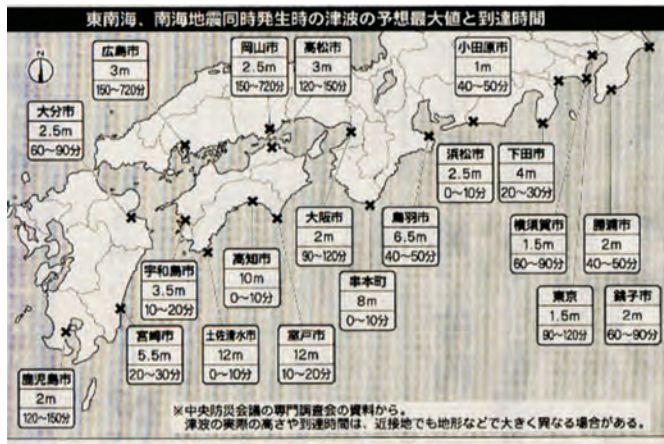 東南海、南海地震同時発生時の津波の予想最大値と到達時間
N
広島市
3m
150~720分
岡山市
2.5m
150~720分
高松市
3m
120~150分
小田原市
1m
40~50分
大分市
2.5m
60~90分
浜松市
2.5m
0~10分
下田市
4m
20~30分
大阪市
2m
90~120分
鳥羽市
6.5m
40~50分
横須賀市
1.5m
60~90分
勝浦市
2m
40~50分
宇和島市
3.5m
10~20分
高知市
10m
0~10分
串本町
8m
0~10分
東京
1.5m
90~120分
銚子市
2m
60~90分
宮崎市
5.5m
20~30分
土佐清水市
12m
0~10分
室戸市
12m
10~20分
鹿児島市
2m
120~150分
※中央防災会議の専門調査会の資料から。
津波の実際の高さや到達時間は、近接地でも地形などで大きく異なる場合がある。